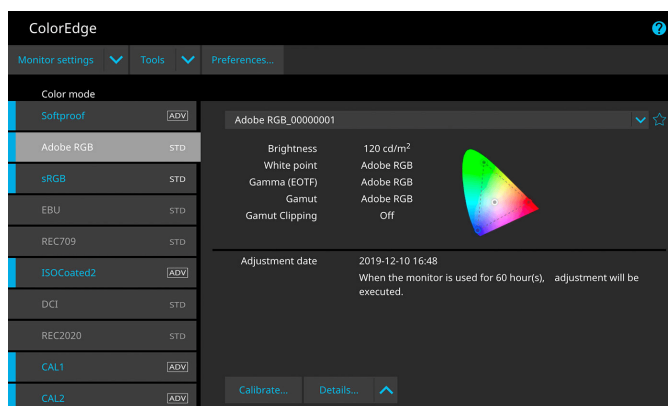 ColorEdge
?
Monitor settings Tools Preferences...
Color mode
Softproof ADV
Adobe RGB STD
sRGB STD
EBU STD
REC709 STD
ISOCoated2 ADV
DCI STD
REC2020 STD
CAL1 ADV
CAL2 ADV
Adobe RGB_00000001
Brightness 120 cd/m²
White point Adobe RGB
Gamma (EOTF) Adobe RGB
Gamut Adobe RGB
Gamut Clipping Off
Adjustment date 2019-12-10 16:48
When the monitor is used for 60 hour(s), adjustment will be
executed.
Calibrate... Details...